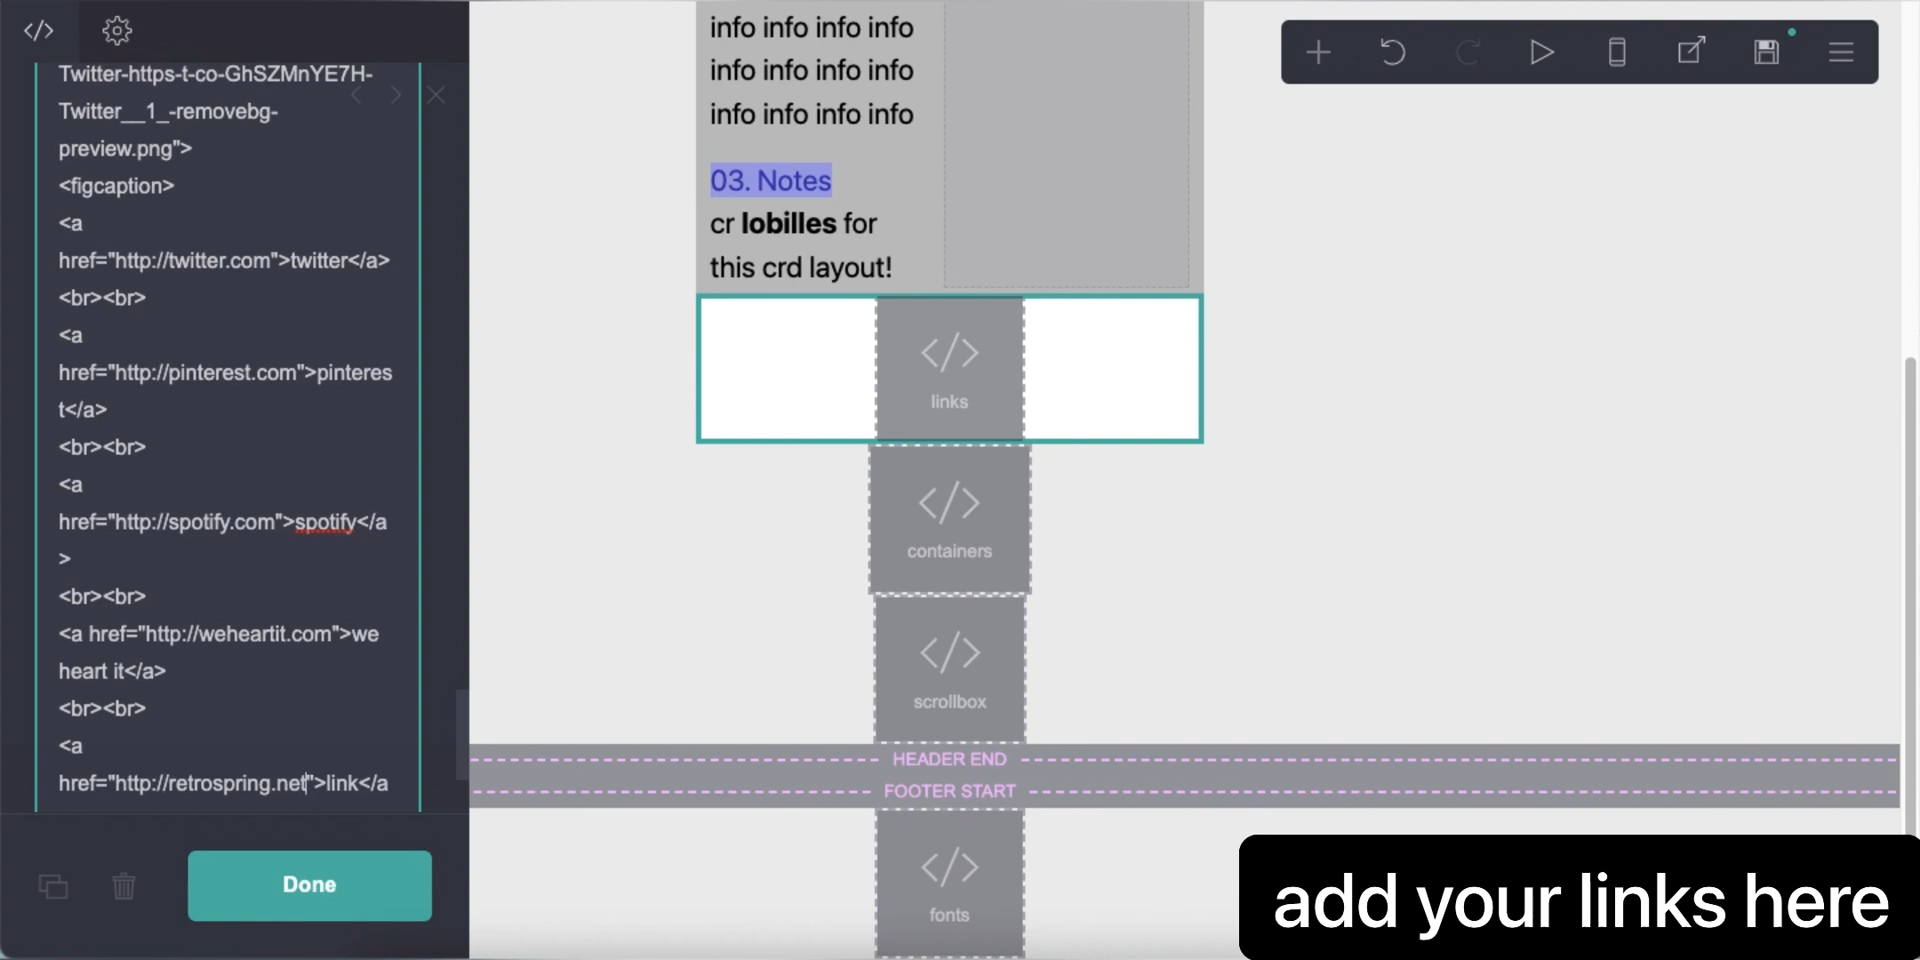 Twitter-https-t-co-GhSZMnYE7H-
Twitter__1_-removebg-
preview.png">
<figcaption>
<a
href="http://twitter.com">twitter</a>
<br><br>
<a
href="http://pinterest.com">pinteres
t</a>
<br><br>
<a
href="http://spotify.com">spotify</a
>
<br><br>
<a href="http://weheartit.com">we
heart it</a>
<br><br>
<a
href="http://retrospring.net">link</a
Done
info info info info
info info info info
info info info info
03. Notes
cr lobilles for
this crd layout!
</>
links
</>
containers
</>
scrollbox
HEADER END
FOOTER START
</>
fonts
add your links here